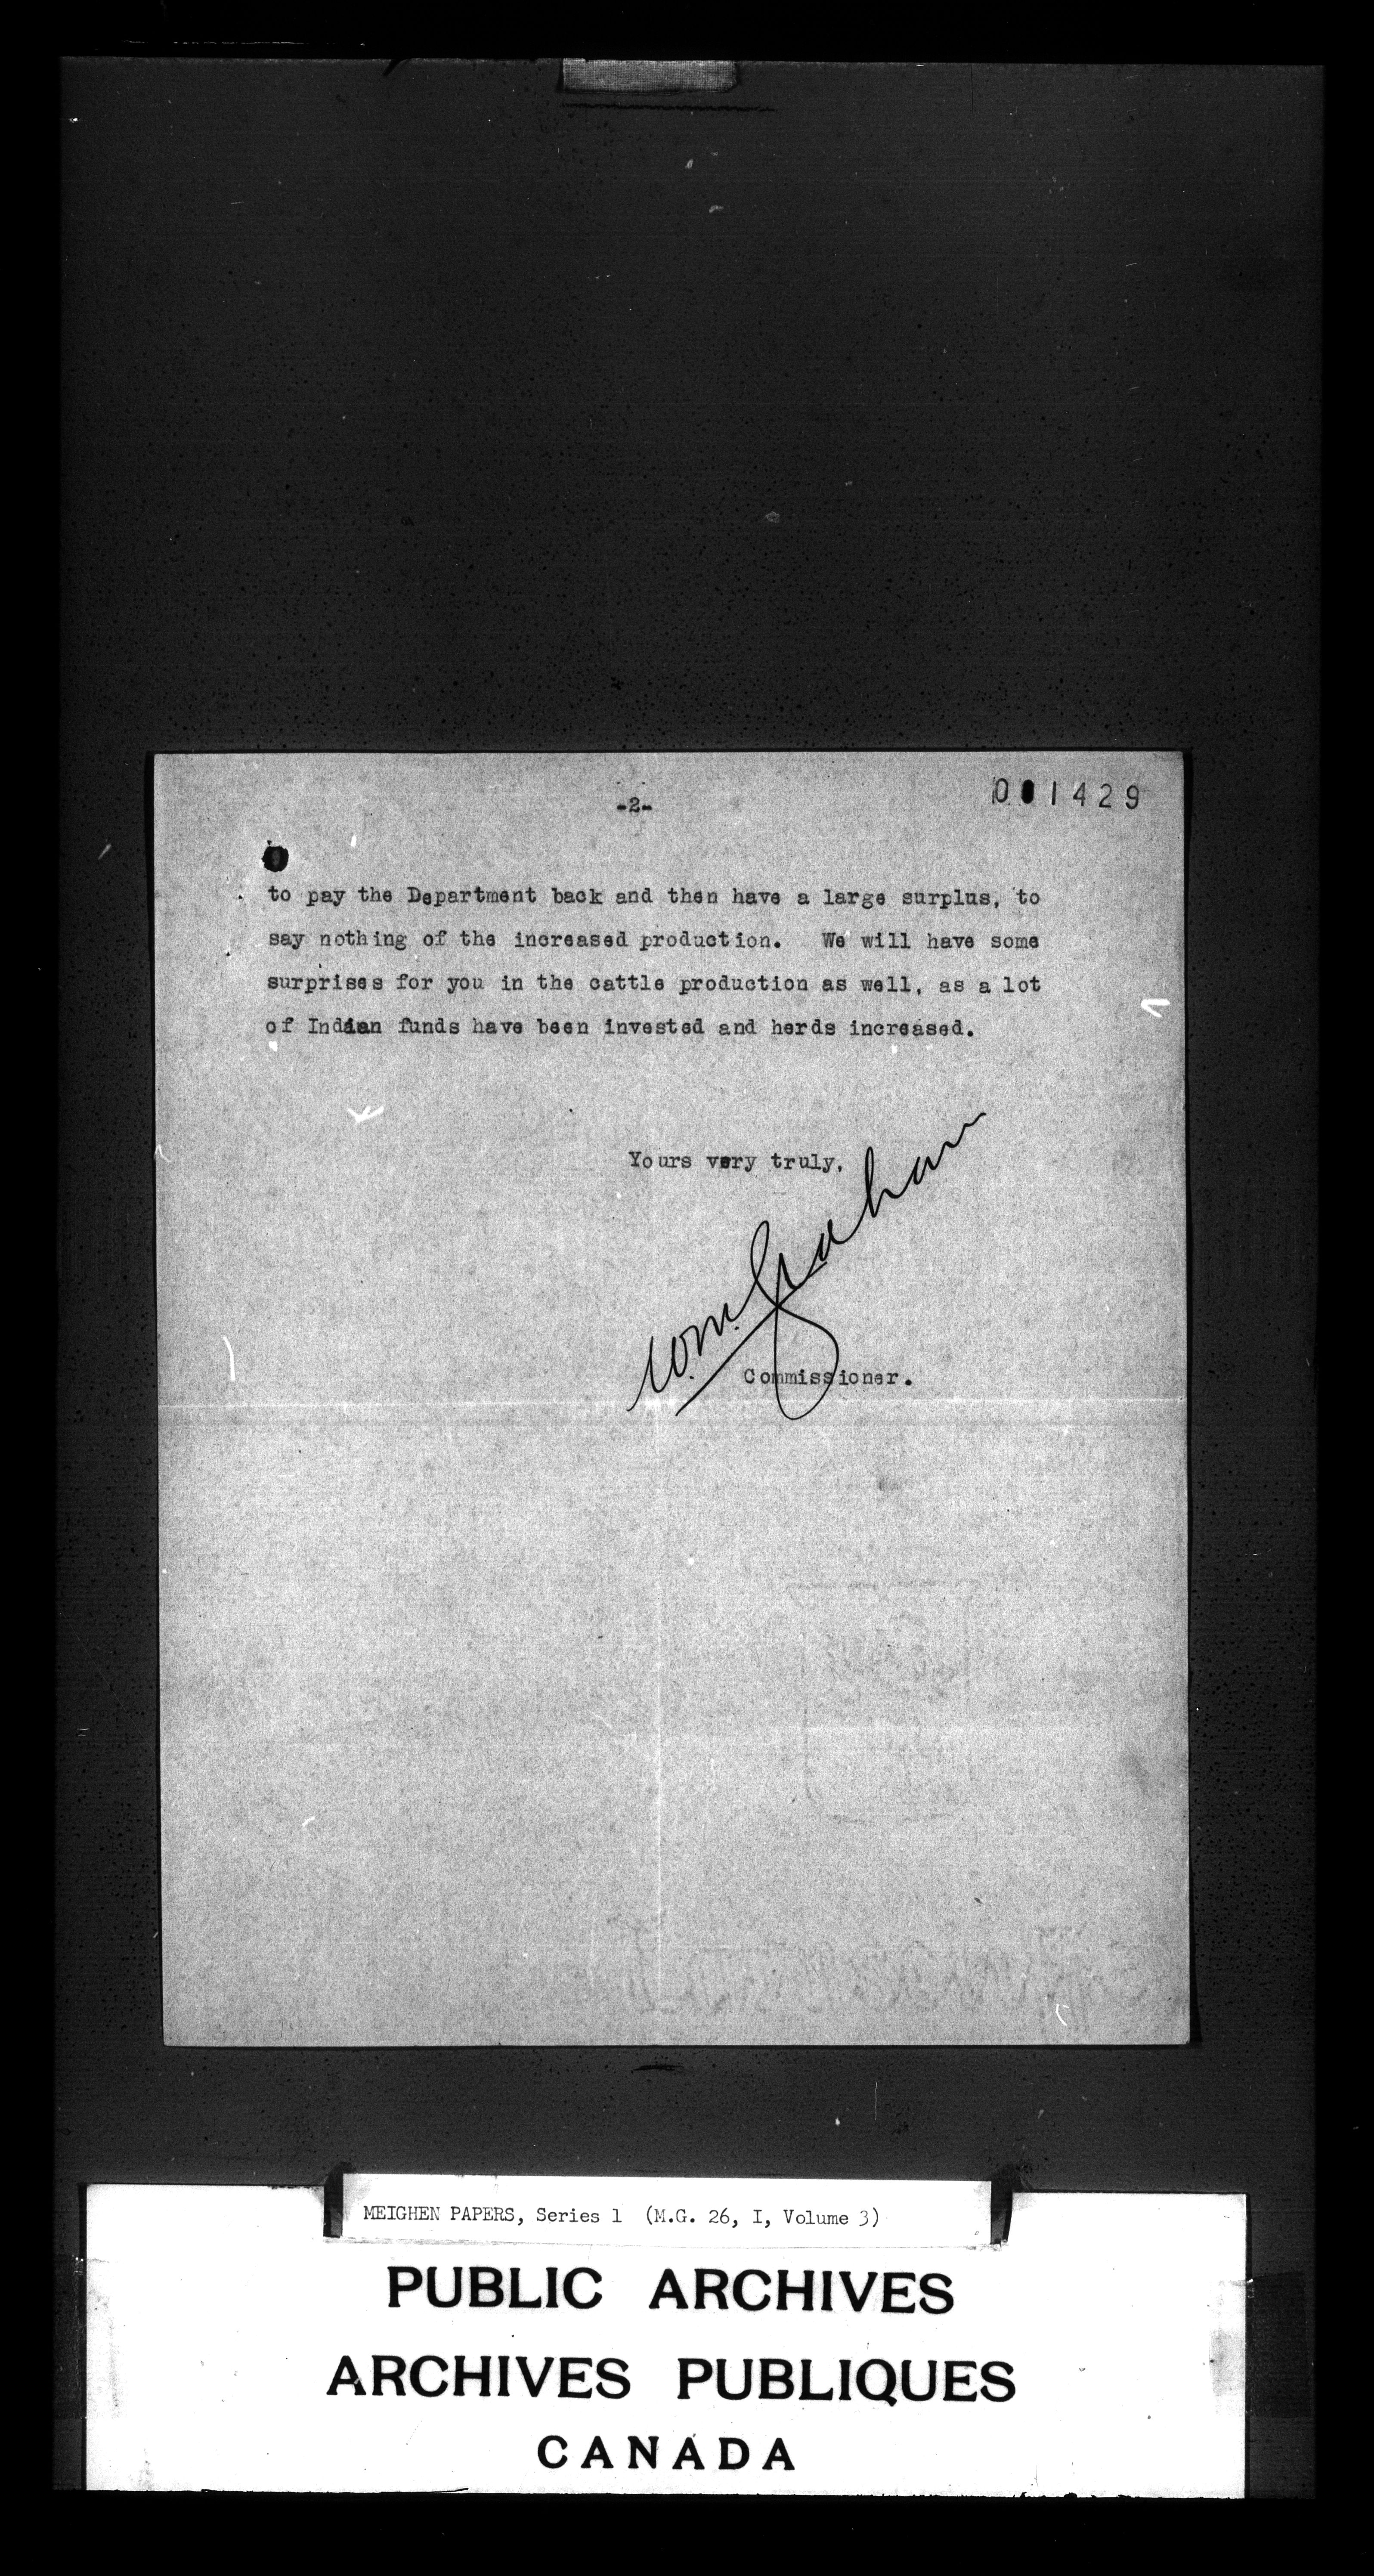 -2-
001429
to pay the Department back and then have a large surplus, to
say nothing of the increased production. We will have some
surprises for you in the cattle production as well, as a lot
of Indian funds have been invested and herds increased.
Yours very truly,
W.M. Graham
Commissioner.
MEIGHEN PAPERS, Series 1 (M.G. 26, I, Volume 3)
PUBLIC ARCHIVES
ARCHIVES PUBLIQUES
CANADA